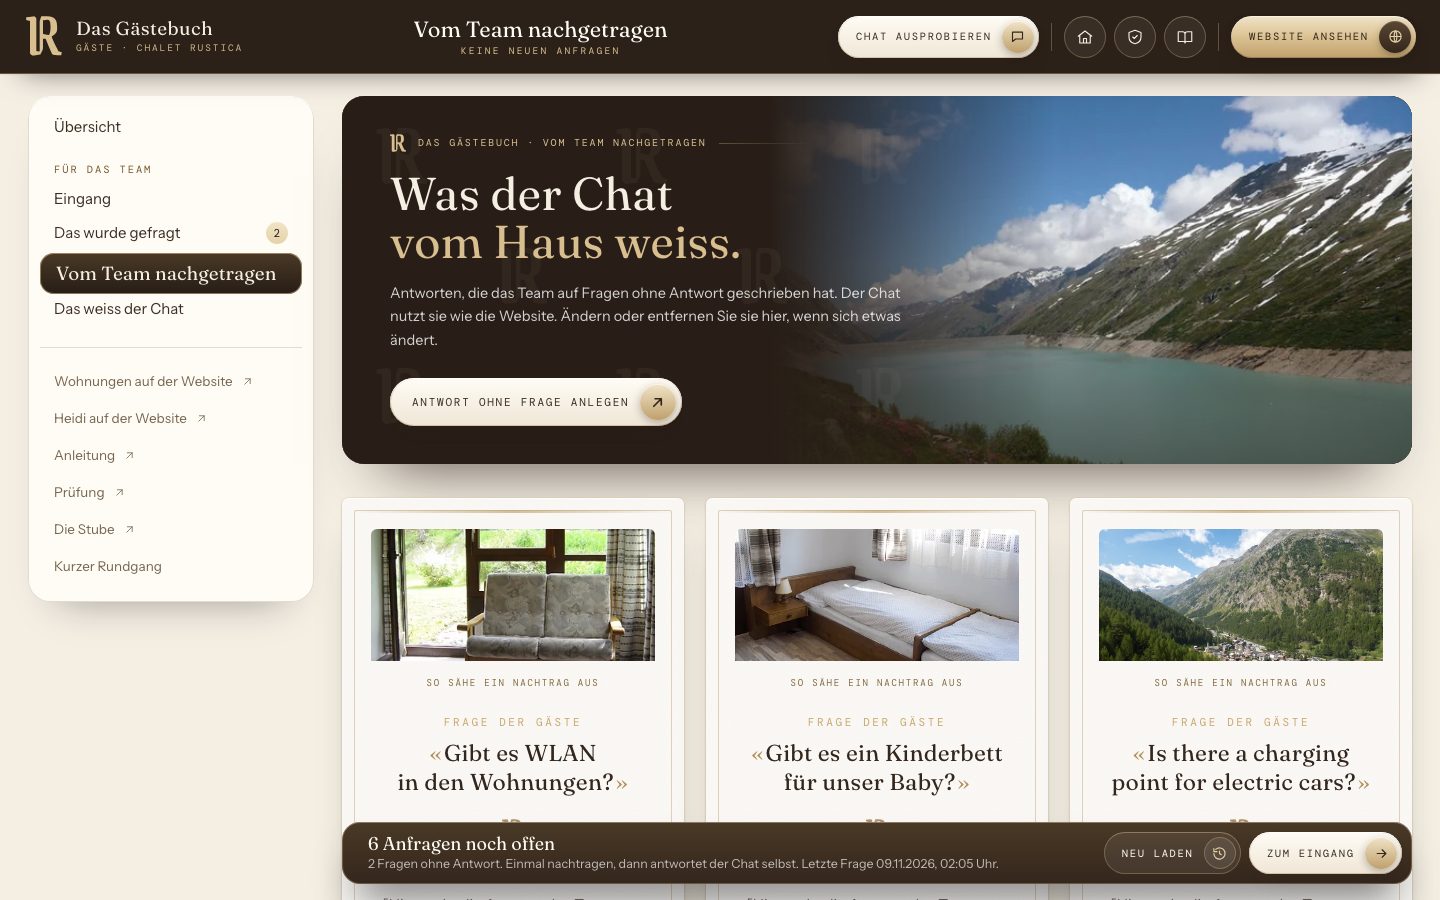 Das Gästebuch
GÄSTE · CHALET RUSTICA
Vom Team nachgetragen
KEINE NEUEN ANFRAGEN
CHAT AUSPROBIEREN
WEBSITE ANSEHEN
Übersicht
FÜR DAS TEAM
Eingang
Das wurde gefragt 2
Vom Team nachgetragen
Das weiss der Chat
Wohnungen auf der Website
Heidi auf der Website
Anleitung
Prüfung
Die Stube
Kurzer Rundgang
DAS GÄSTEBUCH · VOM TEAM NACHGETRAGEN
Was der Chat
vom Haus weiss.
Antworten, die das Team auf Fragen ohne Antwort geschrieben hat. Der Chat
nutzt sie wie die Website. Ändern oder entfernen Sie sie hier, wenn sich etwas
ändert.
ANTWORT OHNE FRAGE ANLEGEN
SO SÄHE EIN NACHTRAG AUS
FRAGE DER GÄSTE
«Gibt es WLAN
in den Wohnungen?»
SO SÄHE EIN NACHTRAG AUS
FRAGE DER GÄSTE
«Gibt es ein Kinderbett
für unser Baby?»
SO SÄHE EIN NACHTRAG AUS
FRAGE DER GÄSTE
«Is there a charging
point for electric cars?»
6 Anfragen noch offen
2 Fragen ohne Antwort. Einmal nachtragen, dann antwortet der Chat selbst. Letzte Frage 09.11.2026, 02:05 Uhr.
NEU LADEN
ZUM EINGANG